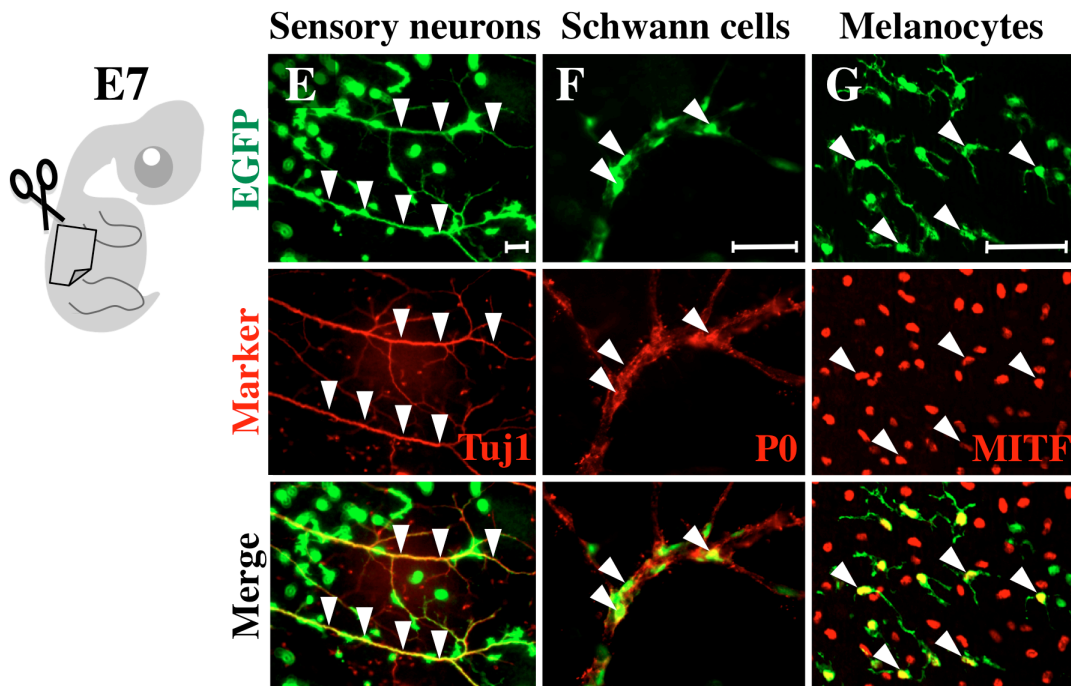 Sensory neurons Schwann cells Melanocytes
E7
E F G
EGFP
Marker
Tuj1 P0 MITF
Merge